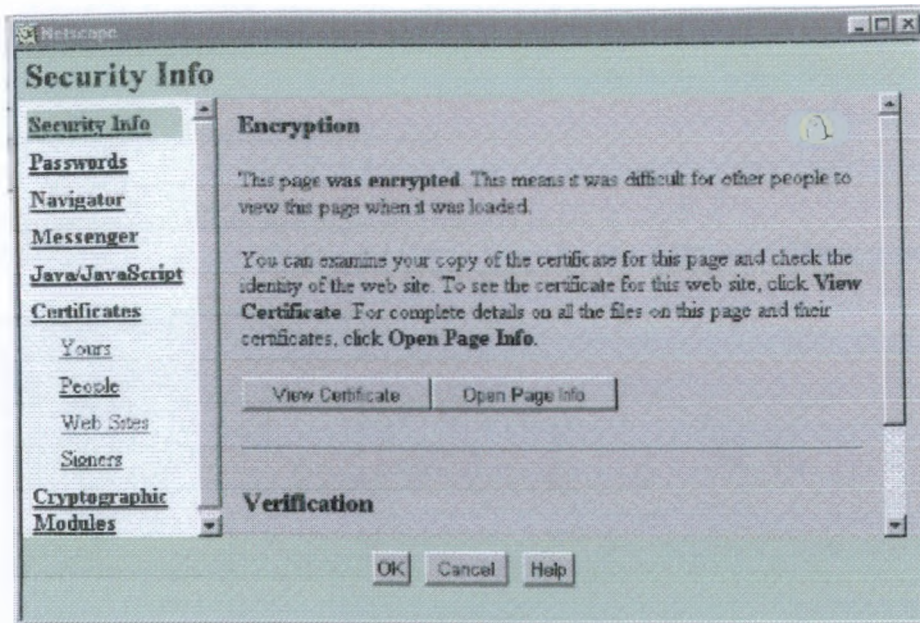 Netscape
Security Info
Security Info
Passwords
Navigator
Messenger
Java/JavaScript
Certificates
Yours
People
Web Sites
Signers
Cryptographic
Modules
Encryption
This page was encrypted. This means it was difficult for other people to
view this page when it was loaded.
You can examine your copy of the certificate for this page and check the
identity of the web site. To see the certificate for this web site, click View
Certificate. For complete details on all the files on this page and their
certificates, click Open Page Info.
View Certificate Open Page Info
Verification
OK Cancel Help